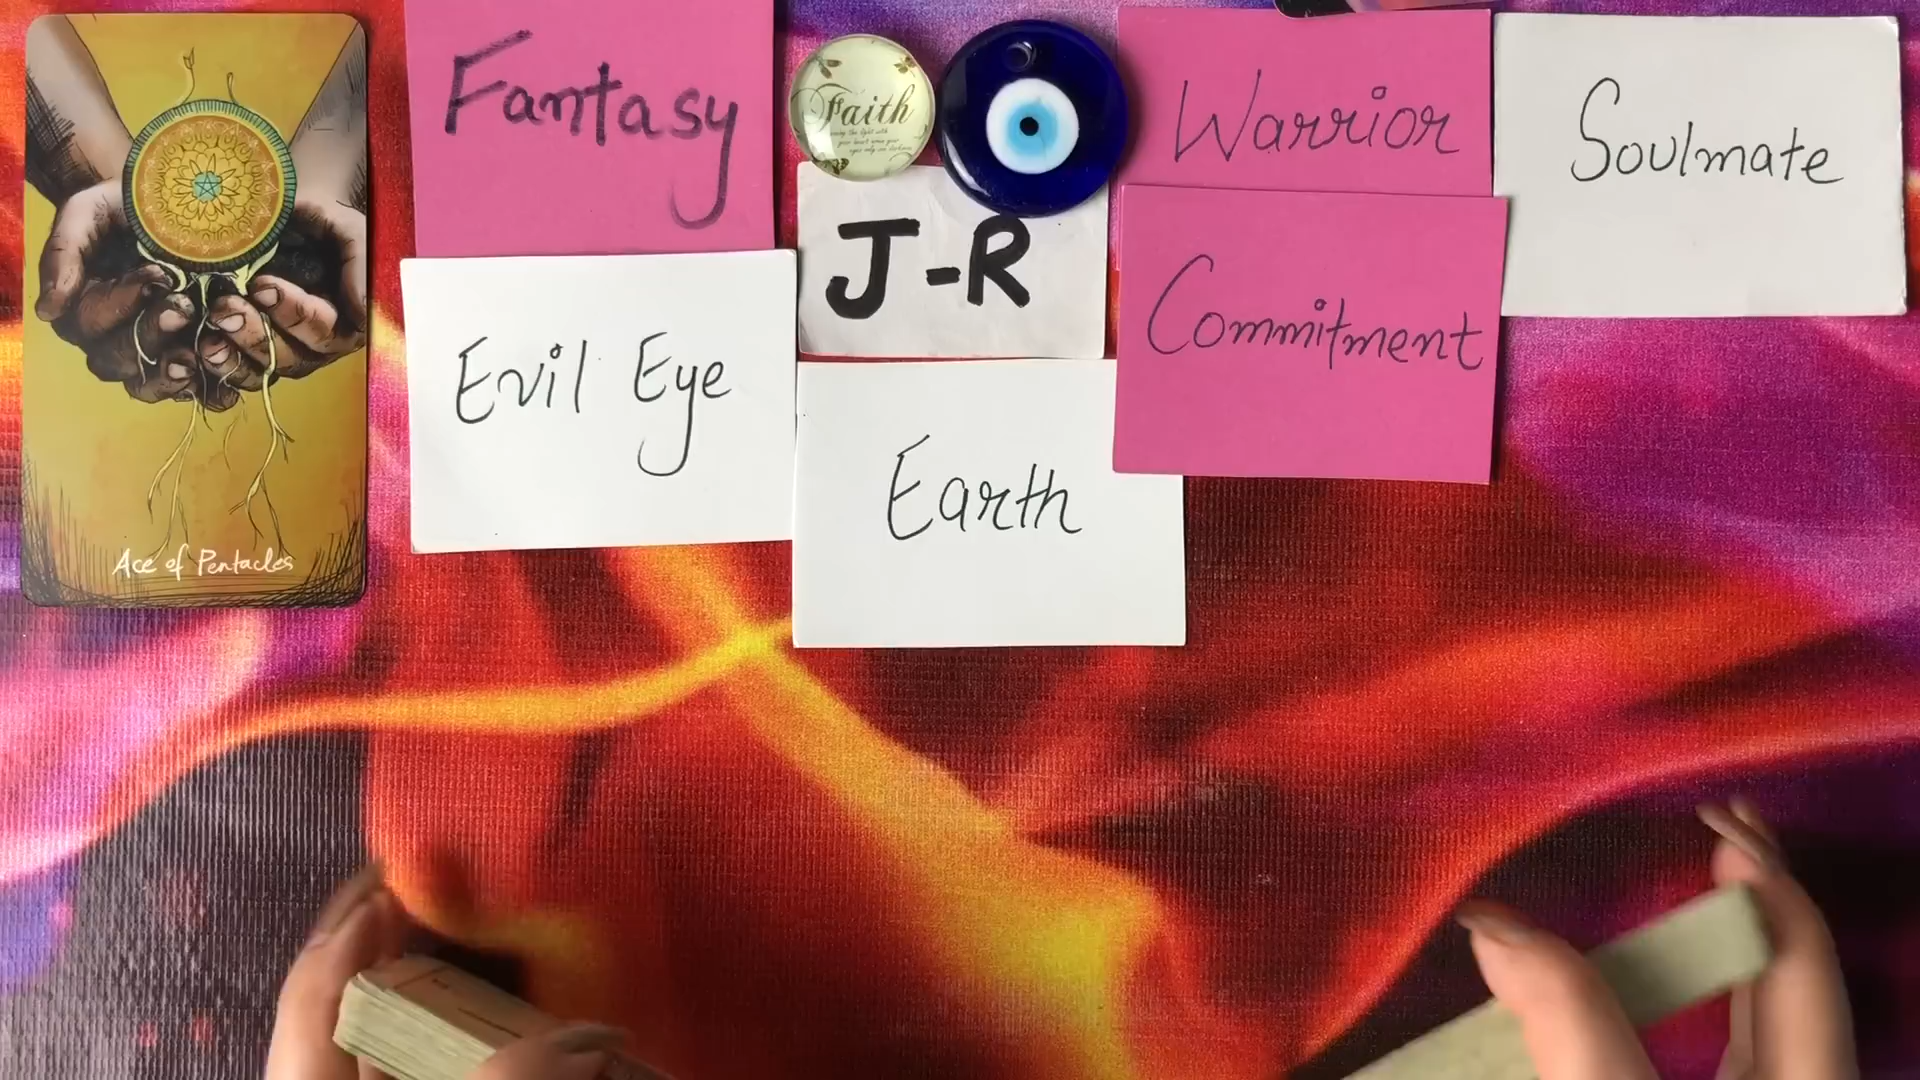 Fantasy
Faith
Warrior
Soulmate
J-R
Commitment
Evil Eye
Earth
Ace of Pentacles